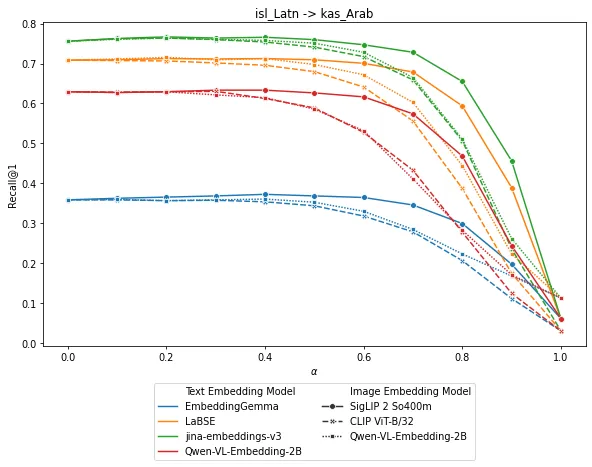 isl_Latn -> kas_Arab
Recall@1
0.8
0.7
0.6
0.5
0.4
0.3
0.2
0.1
0.0
0.0 0.2 0.4 0.6 0.8 1.0
α
Text Embedding Model Image Embedding Model
EmbeddingGemma SigLIP 2 So400m
LaBSE CLIP ViT-B/32
jina-embeddings-v3 Qwen-VL-Embedding-2B
Qwen-VL-Embedding-2B